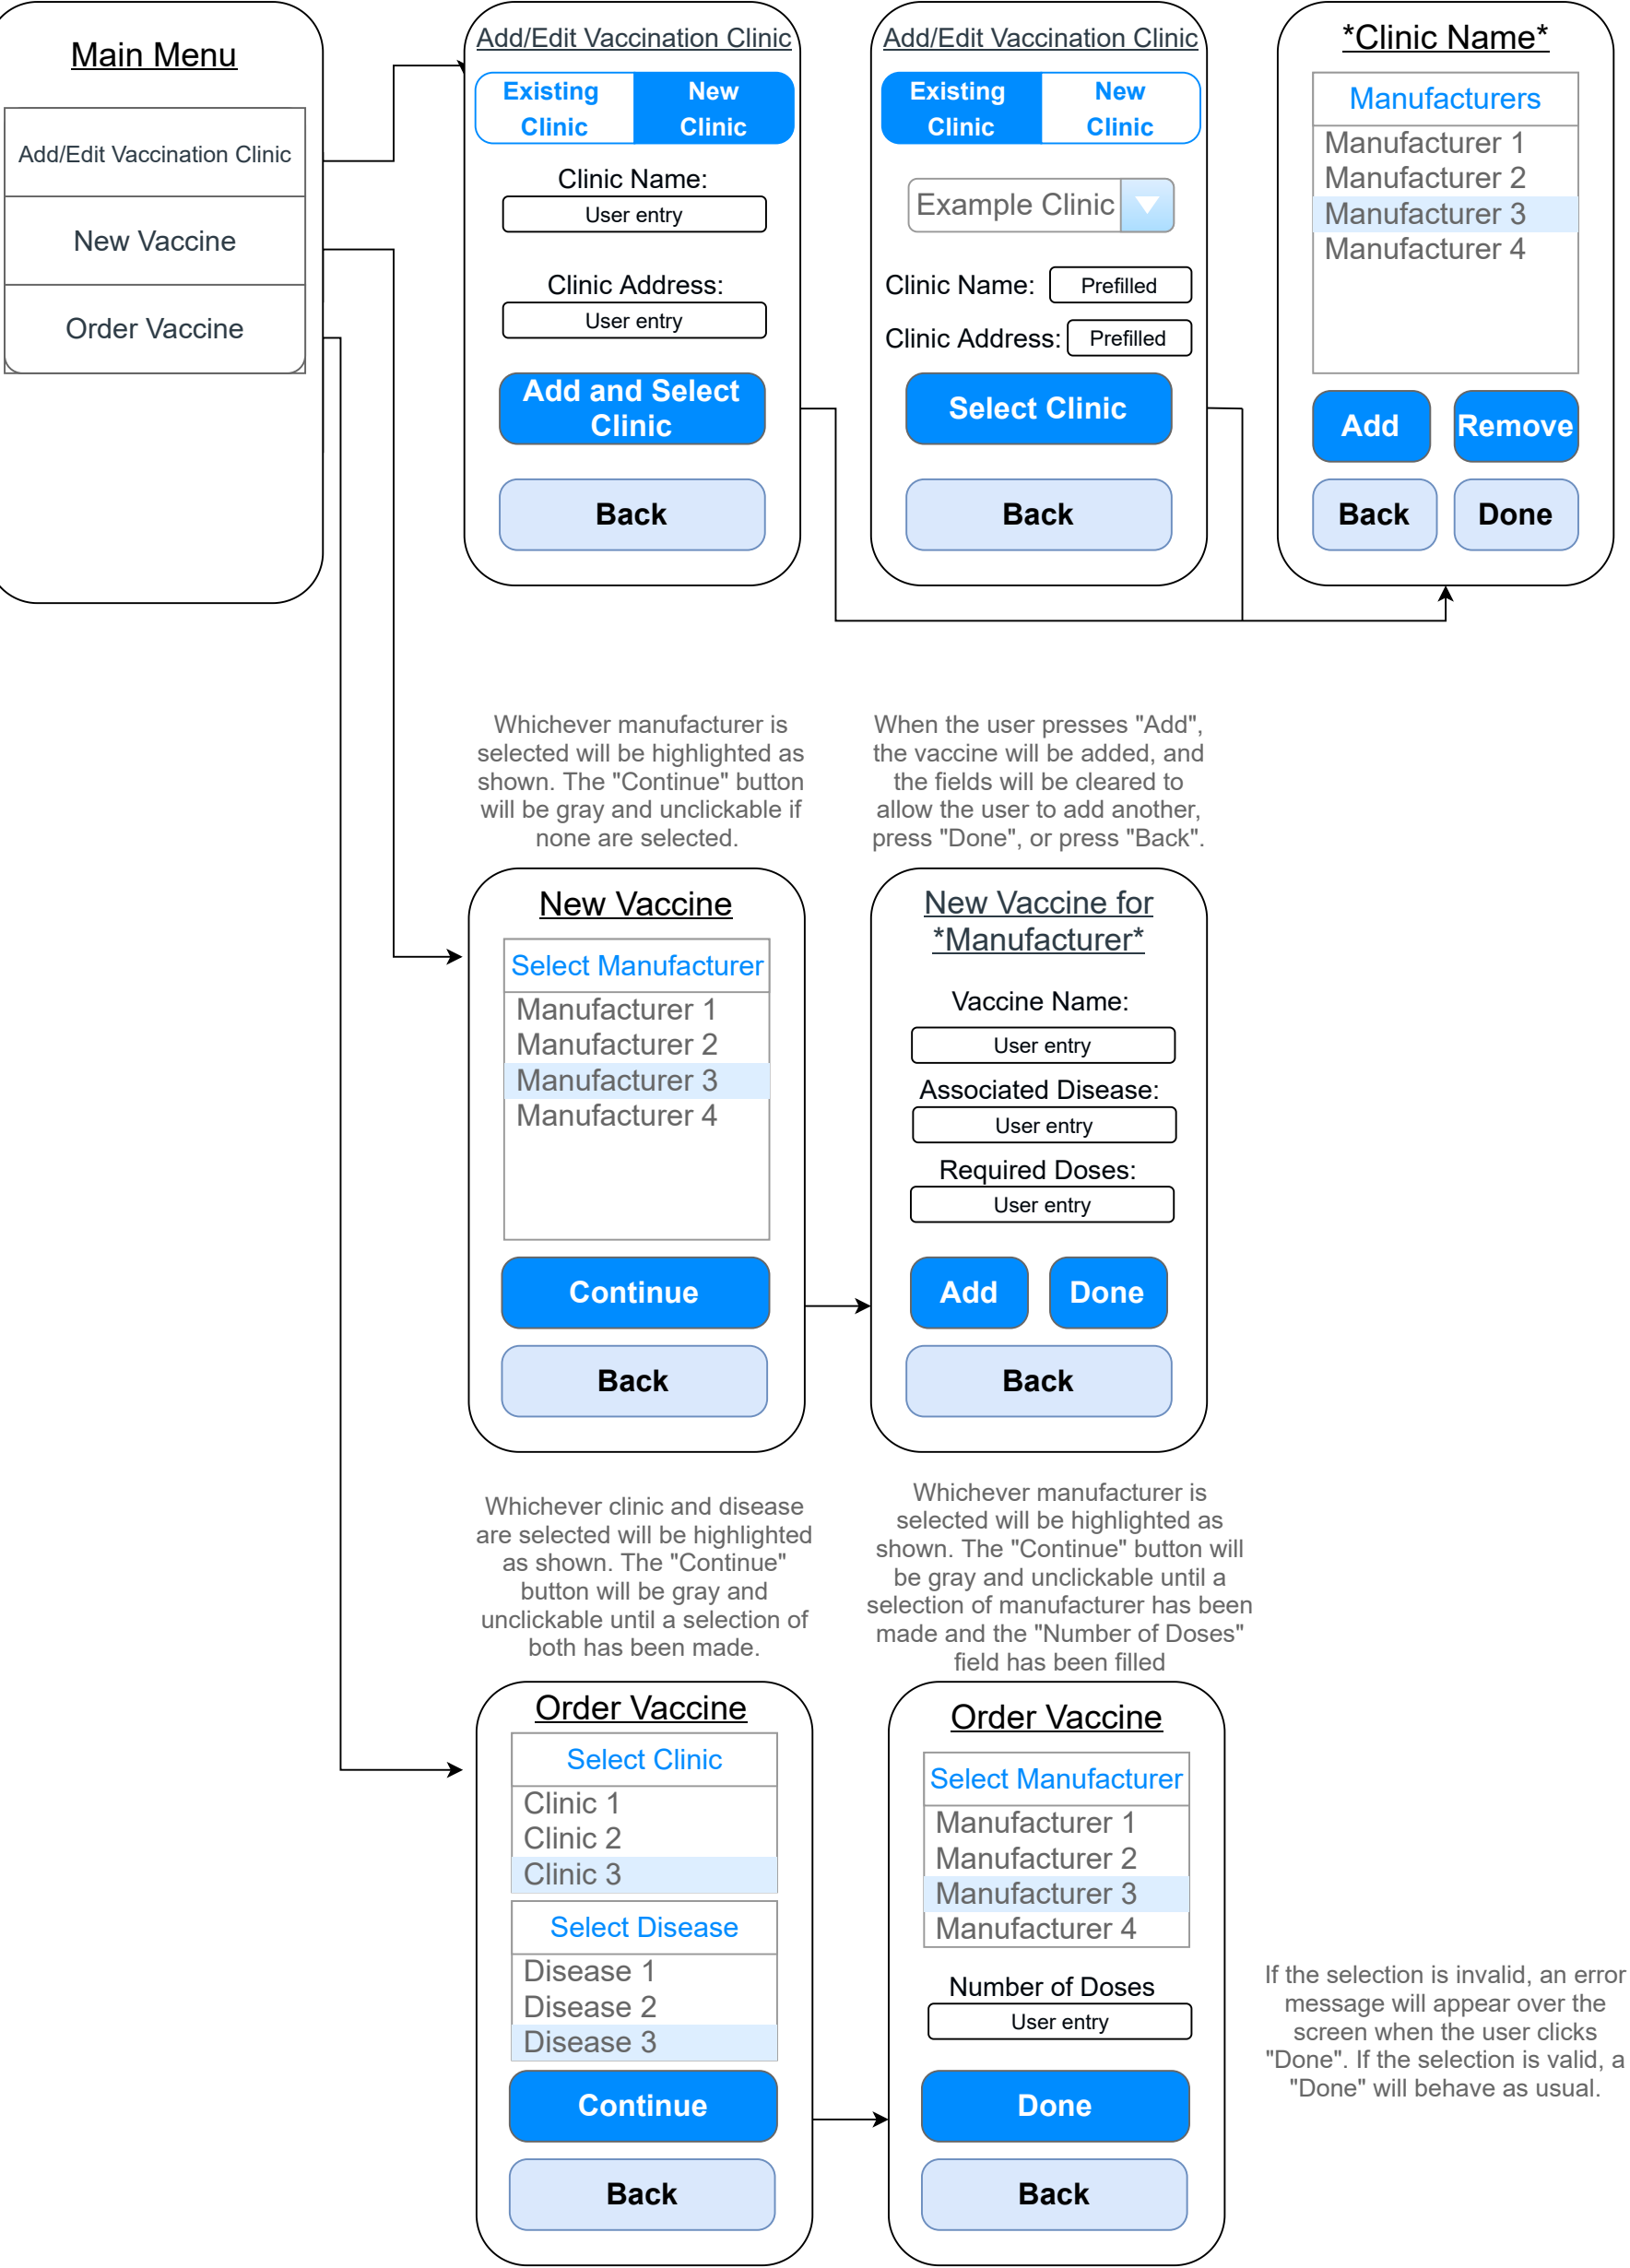 Main Menu
Add/Edit Vaccination Clinic
New Vaccine
Order Vaccine
Add/Edit Vaccination Clinic
Existing
Clinic
New
Clinic
Clinic Name:
User entry
Clinic Address:
User entry
Add and Select
Clinic
Back
Add/Edit Vaccination Clinic
Existing
Clinic
New
Clinic
Example Clinic
Clinic Name:
Prefilled
Clinic Address:
Prefilled
Select Clinic
Back
*Clinic Name*
Manufacturers
Manufacturer 1
Manufacturer 2
Manufacturer 3
Manufacturer 4
Add
Remove
Back
Done
Whichever manufacturer is
selected will be highlighted as
shown. The "Continue" button
will be gray and unclickable if
none are selected.
New Vaccine
Select Manufacturer
Manufacturer 1
Manufacturer 2
Manufacturer 3
Manufacturer 4
Continue
Back
When the user presses "Add",
the vaccine will be added, and
the fields will be cleared to
allow the user to add another,
press "Done", or press "Back".
New Vaccine for
*Manufacturer*
Vaccine Name:
User entry
Associated Disease:
User entry
Required Doses:
User entry
Add
Done
Back
Whichever clinic and disease
are selected will be highlighted
as shown. The "Continue"
button will be gray and
unclickable until a selection of
both has been made.
Order Vaccine
Select Clinic
Clinic 1
Clinic 2
Clinic 3
Select Disease
Disease 1
Disease 2
Disease 3
Continue
Back
Whichever manufacturer is
selected will be highlighted as
shown. The "Continue" button will
be gray and unclickable until a
selection of manufacturer has been
made and the "Number of Doses"
field has been filled
Order Vaccine
Select Manufacturer
Manufacturer 1
Manufacturer 2
Manufacturer 3
Manufacturer 4
Number of Doses
User entry
Done
Back
If the selection is invalid, an error
message will appear over the
screen when the user clicks
"Done". If the selection is valid, a
"Done" will behave as usual.